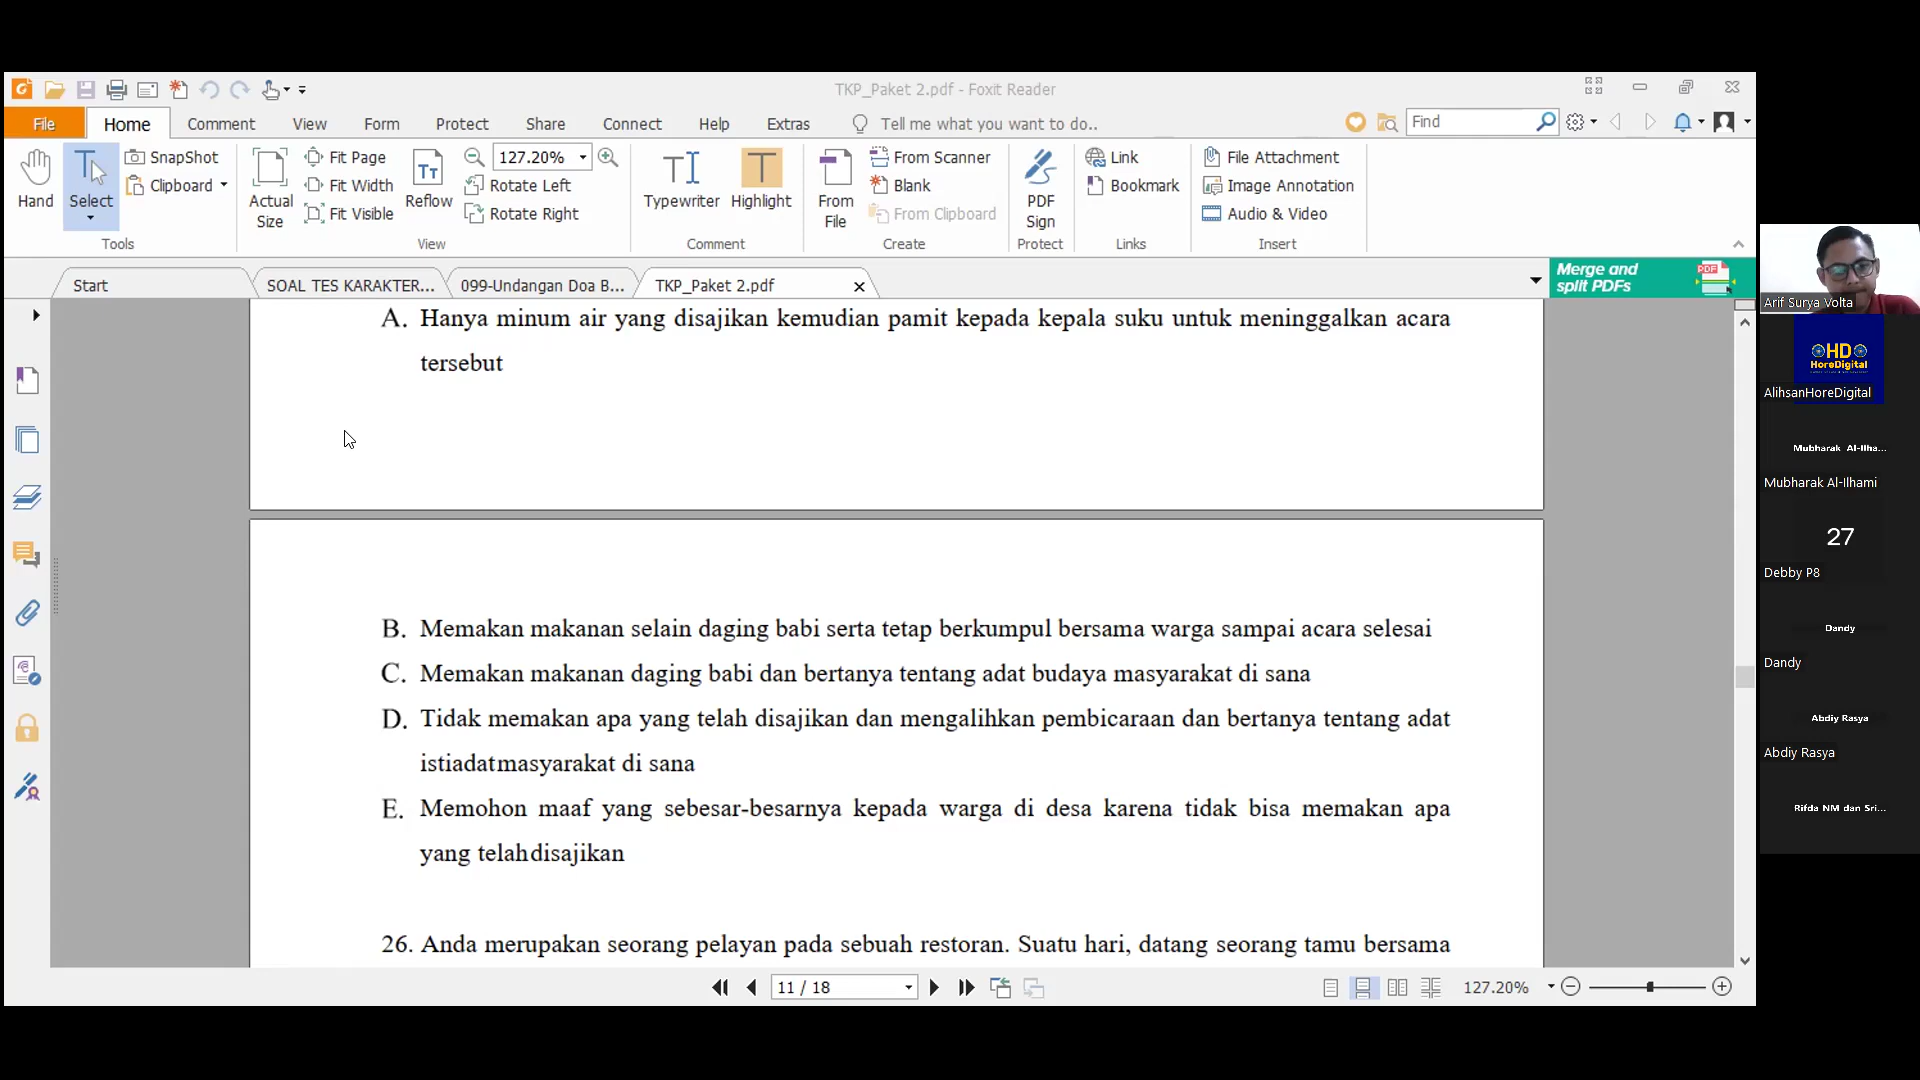 TKP_Paket 2.pdf - Foxit Reader
File Home Comment View Form Protect Share Connect Help Extras Tell me what you want to do.. Find
Hand
Select
SnapShot
Clipboard
Tools
Actual Size
Fit Page
Fit Width
Fit Visible
Reflow
127.20%
Rotate Left
Rotate Right
View
Typewriter
Highlight
Comment
From File
From Scanner
Blank
From Clipboard
Create
PDF Sign
Protect
Link
Bookmark
Links
File Attachment
Image Annotation
Audio & Video
Insert
Start
SOAL TES KARAKTER...
099-Undangan Doa B...
TKP_Paket 2.pdf
Merge and
split PDFs
PDF
A. Hanya minum air yang disajikan kemudian pamit kepada kepala suku untuk meninggalkan acara
tersebut
B. Memakan makanan selain daging babi serta tetap berkumpul bersama warga sampai acara selesai
C. Memakan makanan daging babi dan bertanya tentang adat budaya masyarakat di sana
D. Tidak memakan apa yang telah disajikan dan mengalihkan pembicaraan dan bertanya tentang adat
istiadatmasyarakat di sana
E. Memohon maaf yang sebesar-besarnya kepada warga di desa karena tidak bisa memakan apa
yang telahdisajikan
26. Anda merupakan seorang pelayan pada sebuah restoran. Suatu hari, datang seorang tamu bersama
11 / 18
127.20%
Arif Surya Volta
HD
HoreDigital
AlihsanHoreDigital
Mubharak Al-Ilha...
Mubharak Al-Ilhami
27
Debby P8
Dandy
Dandy
Abdiy Rasya
Abdiy Rasya
Rifda NM dan Sri...